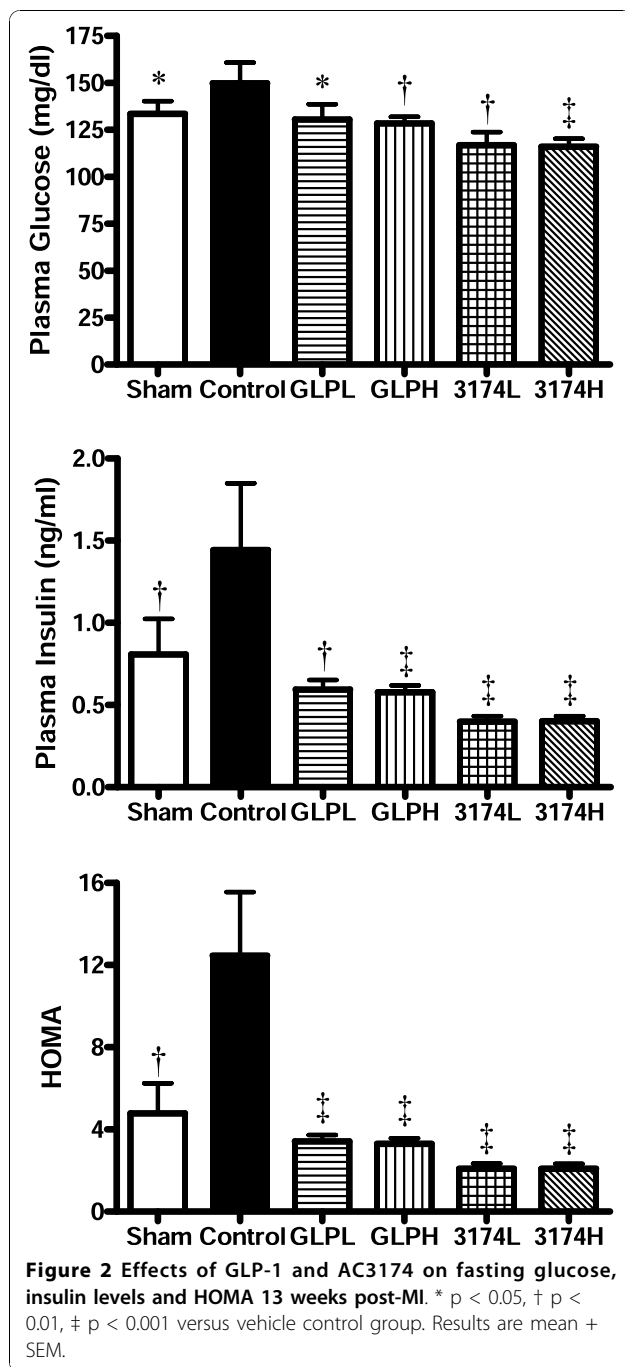 Plasma Glucose (mg/dl)
175
150
125
100
75
50
25
0
* * † † ‡
Sham Control GLPL GLPH 3174L 3174H
Plasma Insulin (ng/ml)
2.0
1.5
1.0
0.5
0.0
† † ‡ ‡ ‡
Sham Control GLPL GLPH 3174L 3174H
HOMA
16
12
8
4
0
† ‡ ‡ ‡ ‡
Sham Control GLPL GLPH 3174L 3174H
Figure 2 Effects of GLP-1 and AC3174 on fasting glucose,
insulin levels and HOMA 13 weeks post-MI. * p < 0.05, † p <
0.01, ‡ p < 0.001 versus vehicle control group. Results are mean +
SEM.